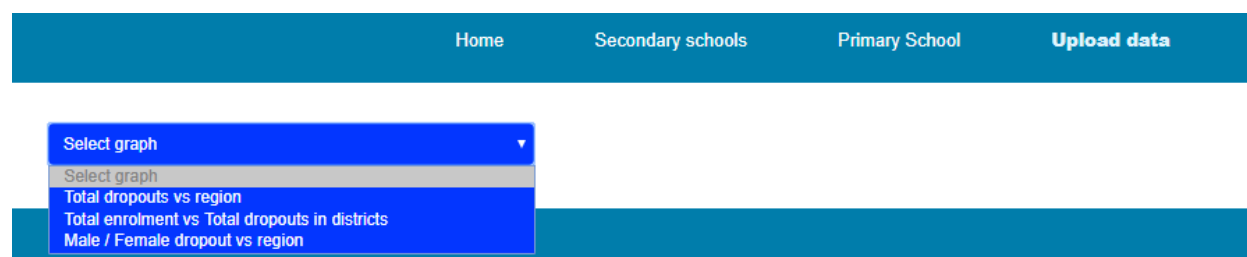 Home Secondary schools Primary School Upload data
Select graph
Select graph
Total dropouts vs region
Total enrolment vs Total dropouts in districts
Male / Female dropout vs region